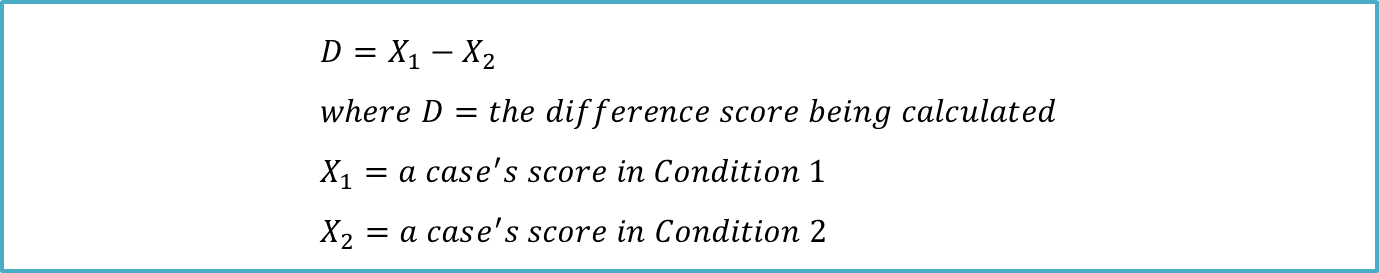 D = X₁ − X₂
where D = the difference score being calculated
X₁ = a case′s score in Condition 1
X₂ = a case′s score in Condition 2